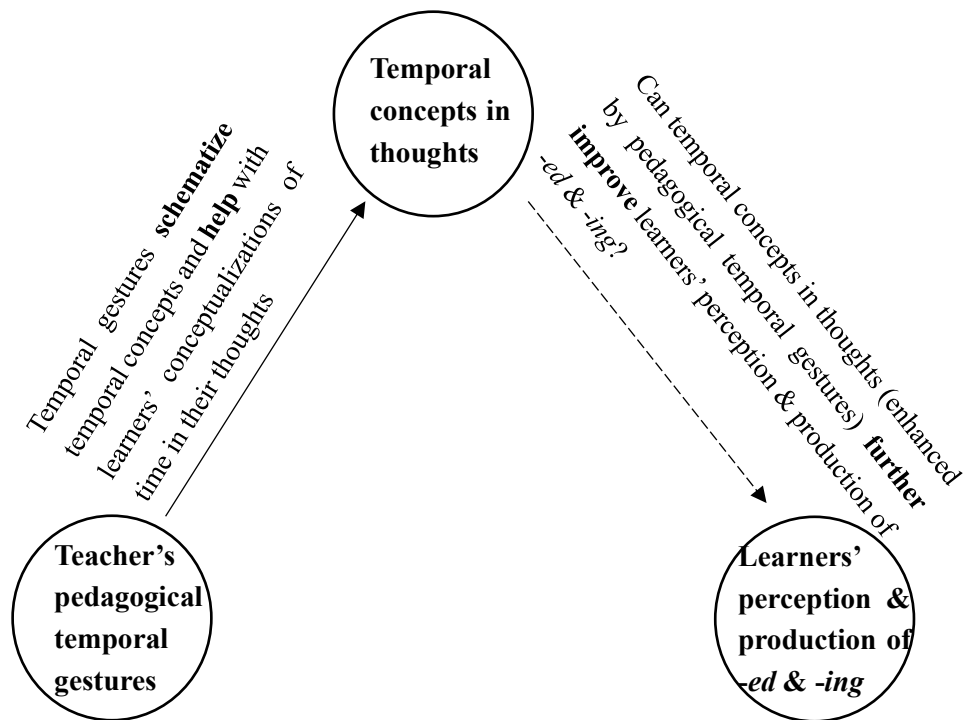 Temporal
concepts in
thoughts
Temporal gestures schematize
temporal concepts and help with
learners' conceptualizations of
time in their thoughts
Can temporal concepts in thoughts (enhanced
by pedagogical temporal gestures) further
improve learners' perception & production of
-ed & -ing?
Teacher's
pedagogical
temporal
gestures
Learners'
perception &
production of
-ed & -ing